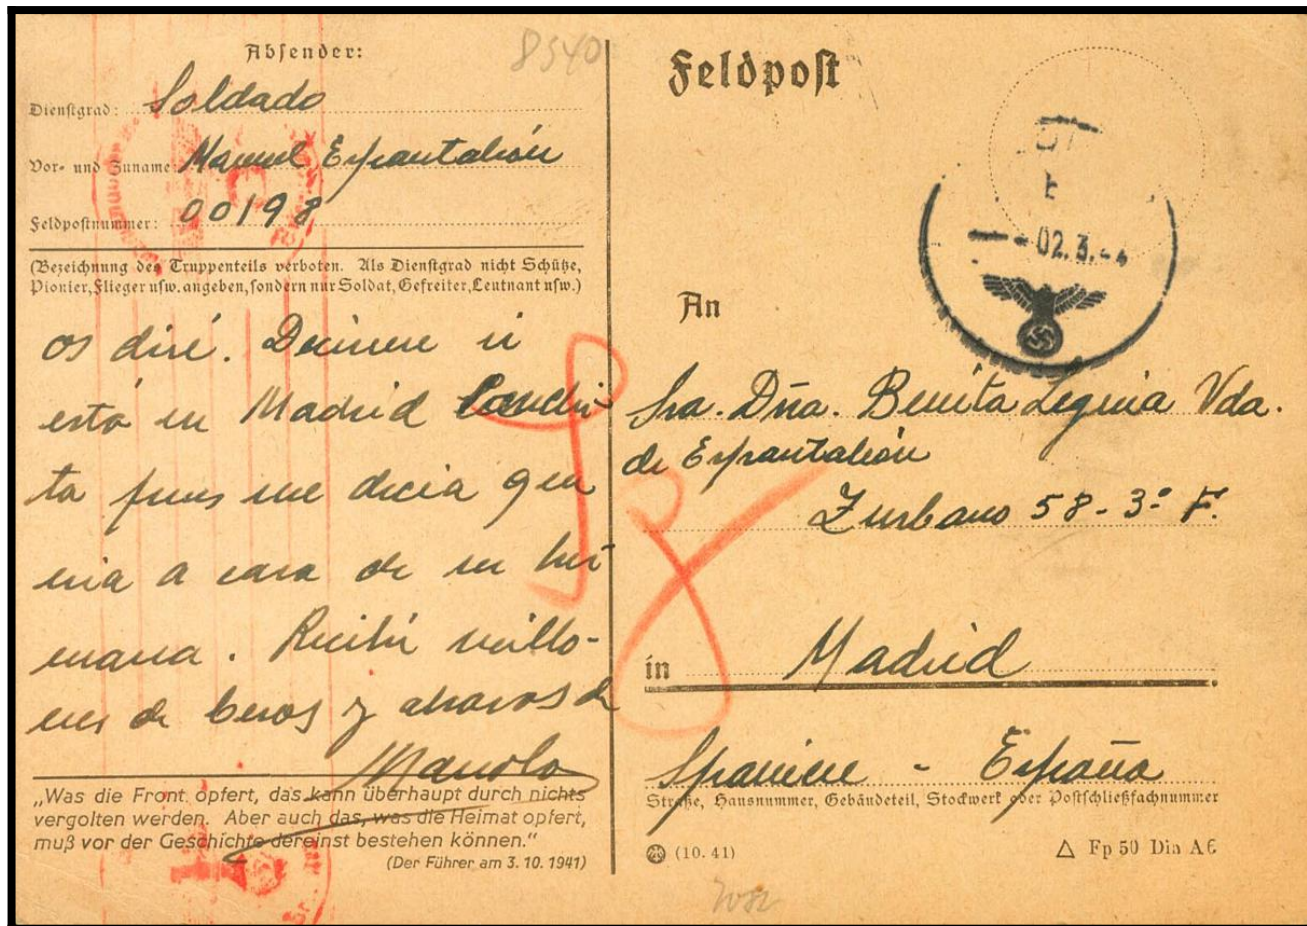 8540
Absender:
Dienstgrad: Soldado
Vor- und Zuname: Manuel Espantaleón
Feldpostnummer: 00198
(Bezeichnung des Truppenteils verboten. Als Dienstgrad nicht Schütze,
Pionier, Flieger usw. angeben, sondern nur Soldat, Gefreiter, Leutnant usw.)
os diré. Decirme si
está en Madrid Conchi
ta pues me decia que
iria a casa de su her
mana. Recibir millo-
nes de besos y abrazos de
Manolo
„Was die Front opfert, das kann überhaupt durch nichts
vergolten werden. Aber auch das, was die Heimat opfert,
muß vor der Geschichte dereinst bestehen können.“
(Der Führer am 3. 10. 1941)
Feldpost
02.3.-4
An
Sra. Dña. Benita Leguia Vda.
de Espantaleón
Zurbano 58-3º F.
in Madrid
Spanien - España
Straße, Hausnummer, Gebäudeteil, Stockwerk oder Postschließfachnummer
(10. 41)
Fp 50 Din A6